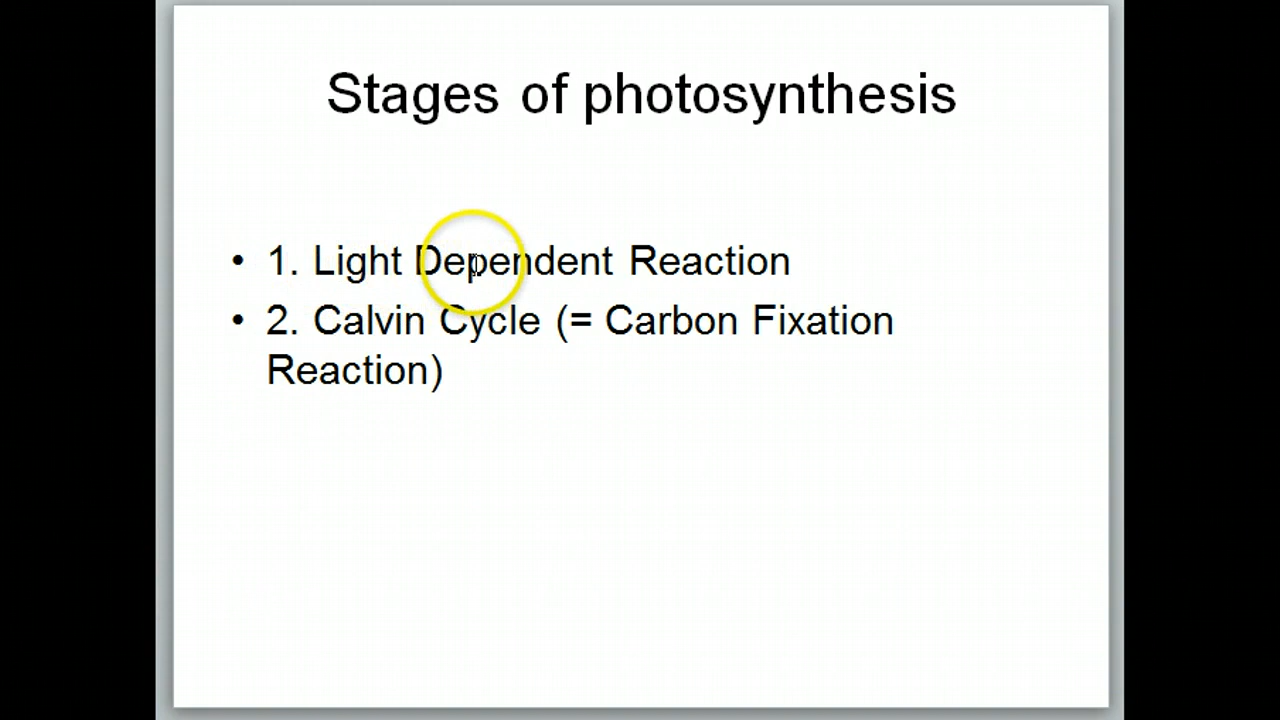 Stages of photosynthesis
• 1. Light Dependent Reaction
• 2. Calvin Cycle (= Carbon Fixation
Reaction)